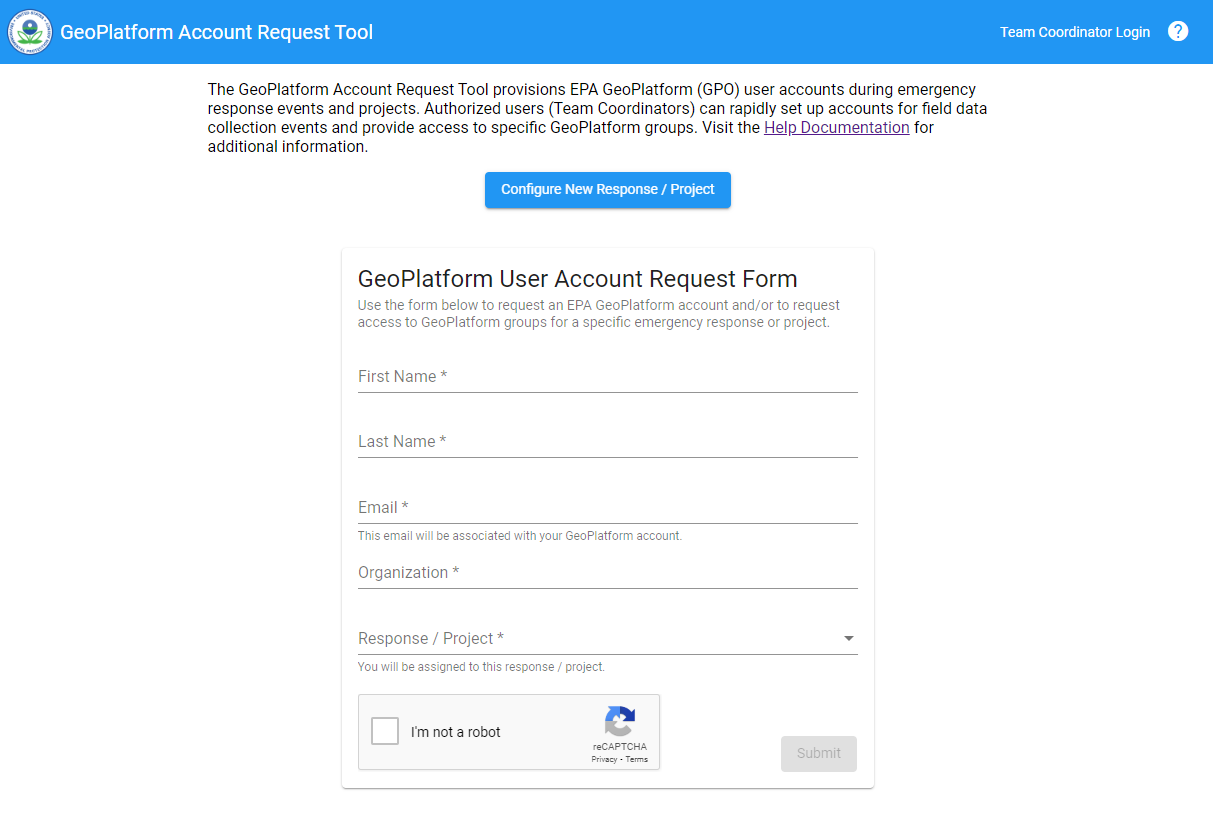 GeoPlatform Account Request Tool
Team Coordinator Login
?
The GeoPlatform Account Request Tool provisions EPA GeoPlatform (GPO) user accounts during emergency
response events and projects. Authorized users (Team Coordinators) can rapidly set up accounts for field data
collection events and provide access to specific GeoPlatform groups. Visit the Help Documentation for
additional information.
Configure New Response / Project
GeoPlatform User Account Request Form
Use the form below to request an EPA GeoPlatform account and/or to request
access to GeoPlatform groups for a specific emergency response or project.
First Name *
Last Name *
Email *
This email will be associated with your GeoPlatform account.
Organization *
Response / Project *
You will be assigned to this response / project.
I'm not a robot
reCAPTCHA
Privacy - Terms
Submit